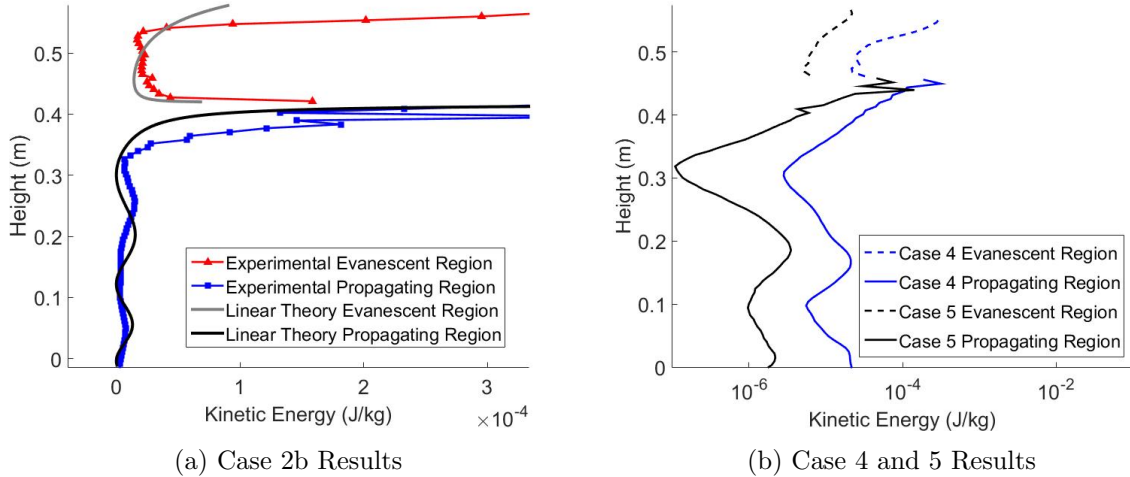 Height (m)
0.5
0.4
0.3
0.2
0.1
0
0
1
2
3
×10⁻⁴
Kinetic Energy (J/kg)
Experimental Evanescent Region
Experimental Propagating Region
Linear Theory Evanescent Region
Linear Theory Propagating Region
(a) Case 2b Results
Height (m)
0.5
0.4
0.3
0.2
0.1
0
10⁻⁶
10⁻⁴
10⁻²
Kinetic Energy (J/kg)
Case 4 Evanescent Region
Case 4 Propagating Region
Case 5 Evanescent Region
Case 5 Propagating Region
(b) Case 4 and 5 Results